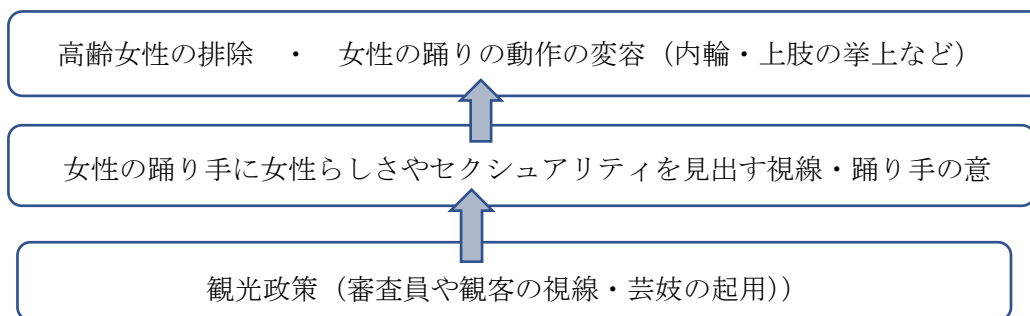 高齢女性の排除 ・ 女性の踊りの動作の変容（内輪・上肢の挙上など）
女性の踊り手に女性らしさやセクシュアリティを見出す視線・踊り手の意
観光政策（審査員や観客の視線・芸妓の起用））